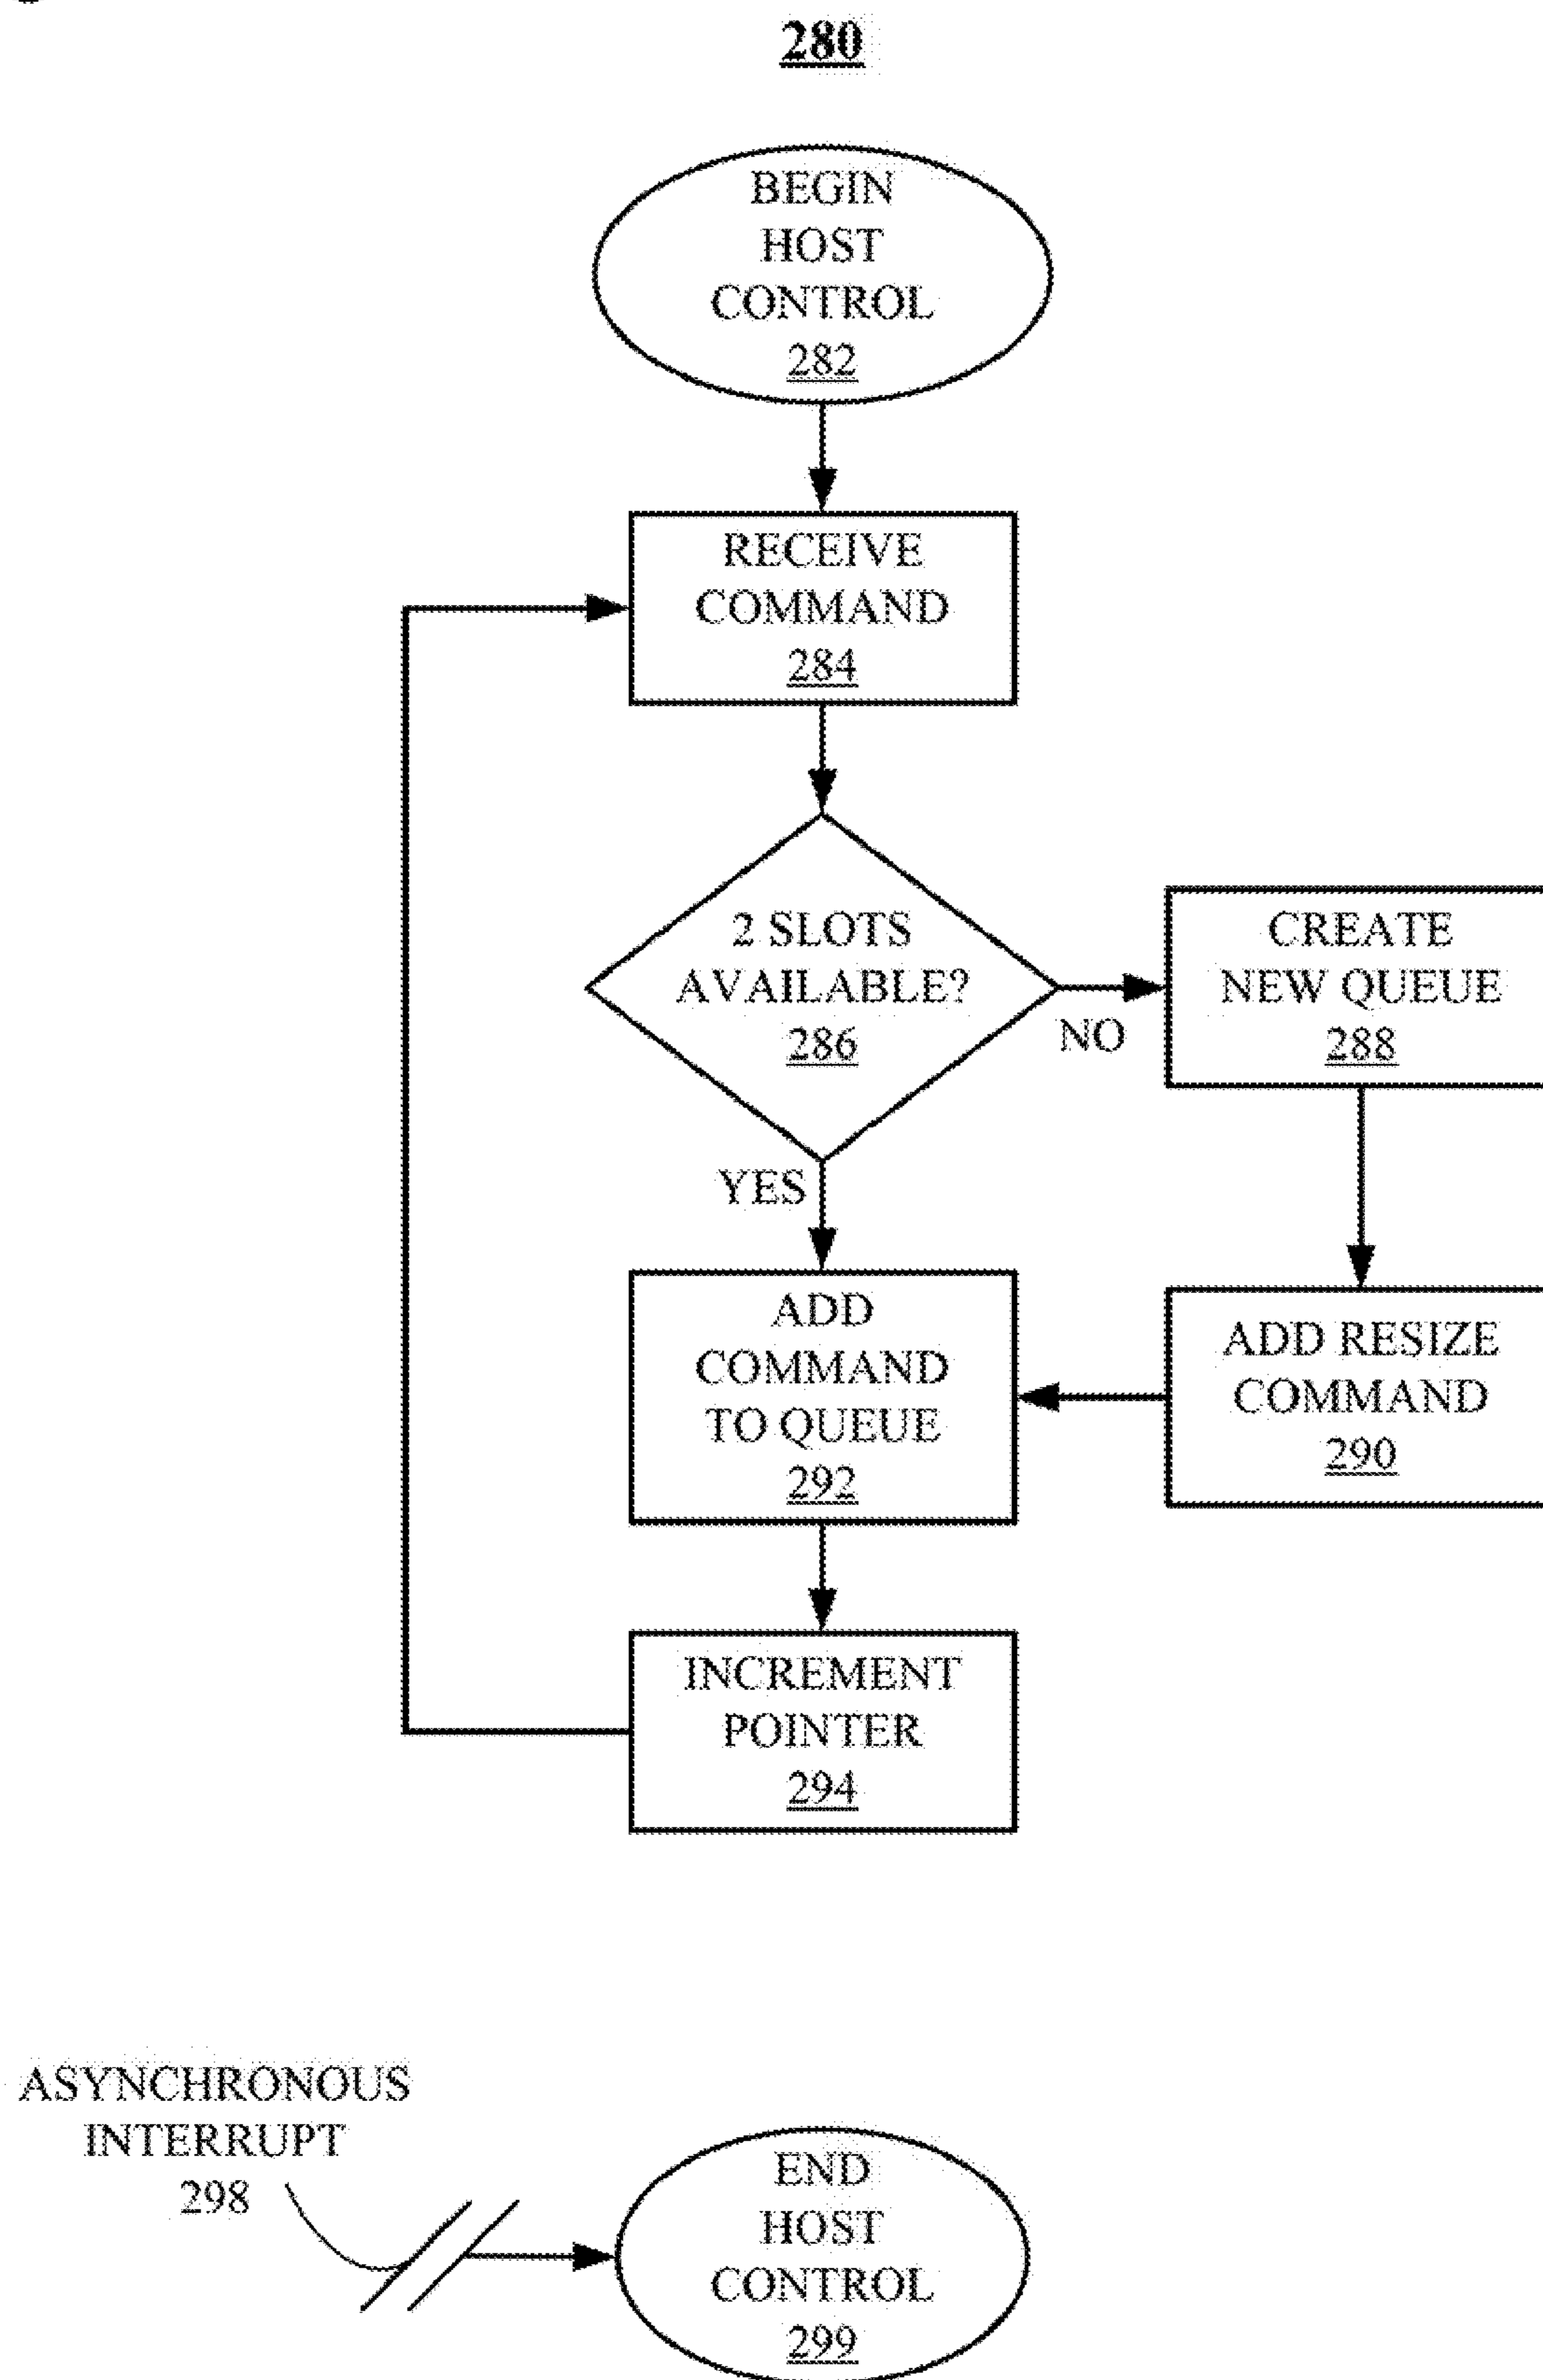 280
BEGIN
HOST
CONTROL
282
RECEIVE
COMMAND
284
2 SLOTS
AVAILABLE?
286
NO
CREATE
NEW QUEUE
288
YES
ADD
COMMAND
TO QUEUE
292
ADD RESIZE
COMMAND
290
INCREMENT
POINTER
294
ASYNCHRONOUS
INTERRUPT
298
END
HOST
CONTROL
299